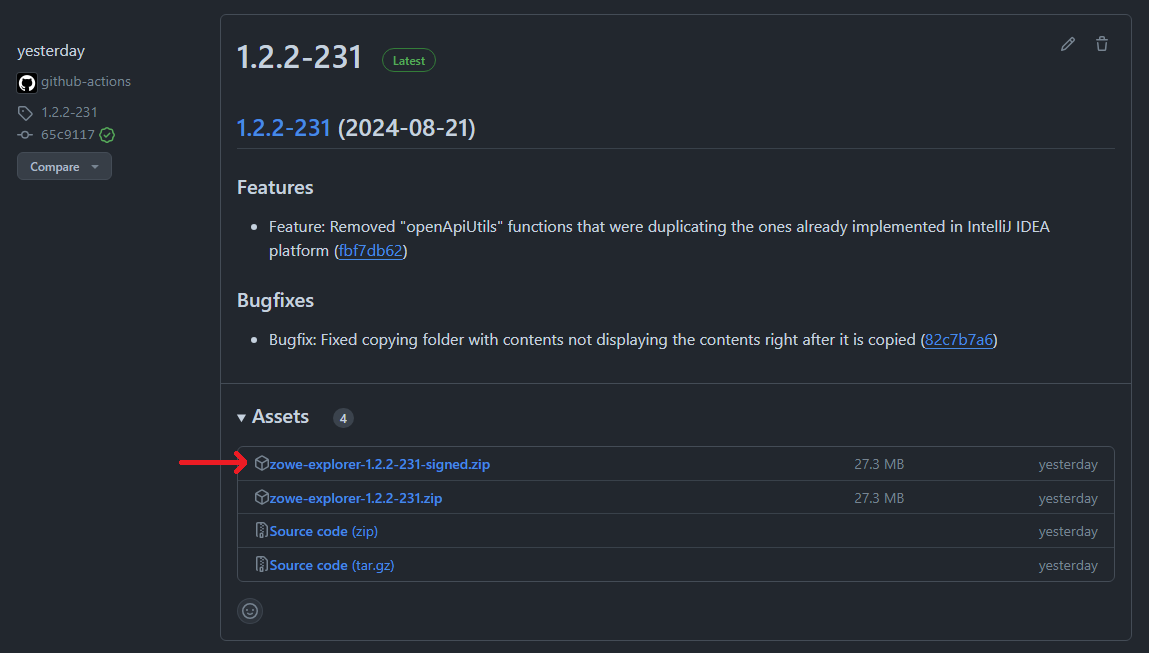 yesterday
github-actions
1.2.2-231
65c9117
Compare
1.2.2-231 Latest
1.2.2-231 (2024-08-21)
Features
Feature: Removed "openApiUtils" functions that were duplicating the ones already implemented in IntelliJ IDEA
platform (fbf7db62)
Bugfixes
Bugfix: Fixed copying folder with contents not displaying the contents right after it is copied (82c7b7a6)
Assets 4
zowe-explorer-1.2.2-231-signed.zip 27.3 MB yesterday
zowe-explorer-1.2.2-231.zip 27.3 MB yesterday
Source code (zip) yesterday
Source code (tar.gz) yesterday